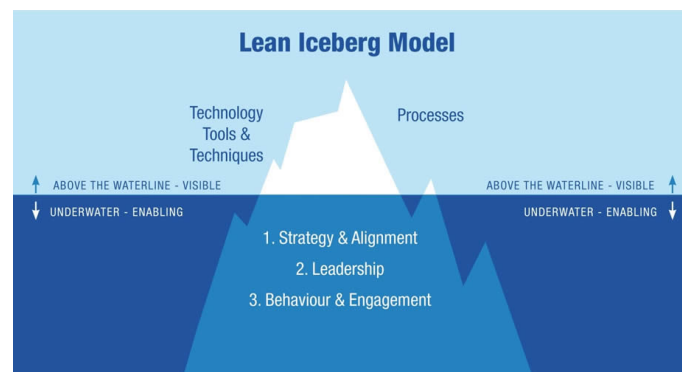 Lean Iceberg Model
Technology
Tools &
Techniques
Processes
ABOVE THE WATERLINE - VISIBLE
ABOVE THE WATERLINE - VISIBLE
UNDERWATER - ENABLING
UNDERWATER - ENABLING
1. Strategy & Alignment
2. Leadership
3. Behaviour & Engagement